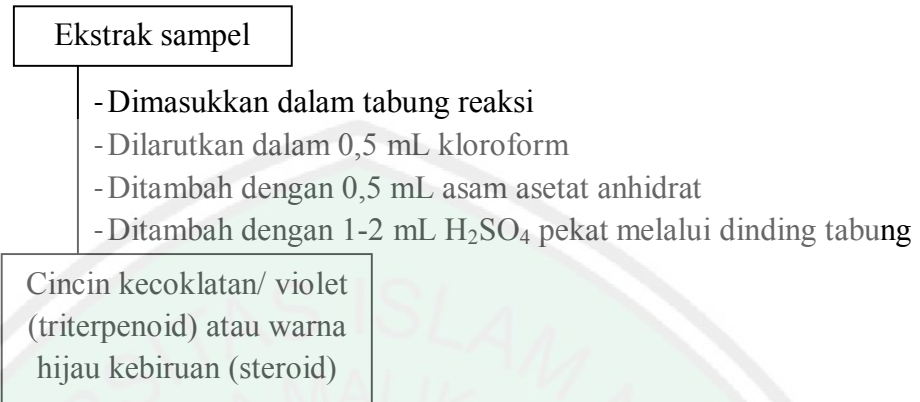 Ekstrak sampel
-Dimasukkan dalam tabung reaksi
-Dilarutkan dalam 0,5 mL kloroform
-Ditambah dengan 0,5 mL asam asetat anhidrat
-Ditambah dengan 1-2 mL H₂SO₄ pekat melalui dinding tabung
Cincin kecoklatan/ violet
(triterpenoid) atau warna
hijau kebiruan (steroid)